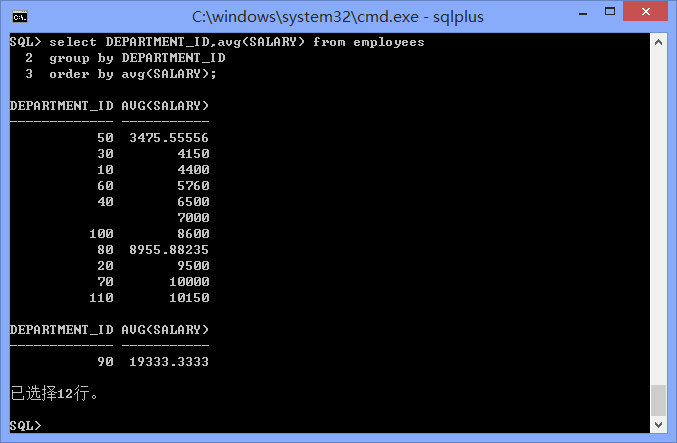 C:\windows\system32\cmd.exe - sqlplus
SQL> select DEPARTMENT_ID,avg(SALARY) from employees
  2  group by DEPARTMENT_ID
  3  order by avg(SALARY);
DEPARTMENT_ID AVG(SALARY)
------------- -----------
           50  3475.55556
           30        4150
           10        4400
           60        5760
           40        6500
                     7000
          100        8600
           80  8955.88235
           20        9500
           70       10000
          110       10150
DEPARTMENT_ID AVG(SALARY)
------------- -----------
           90  19333.3333
已选择12行。
SQL>